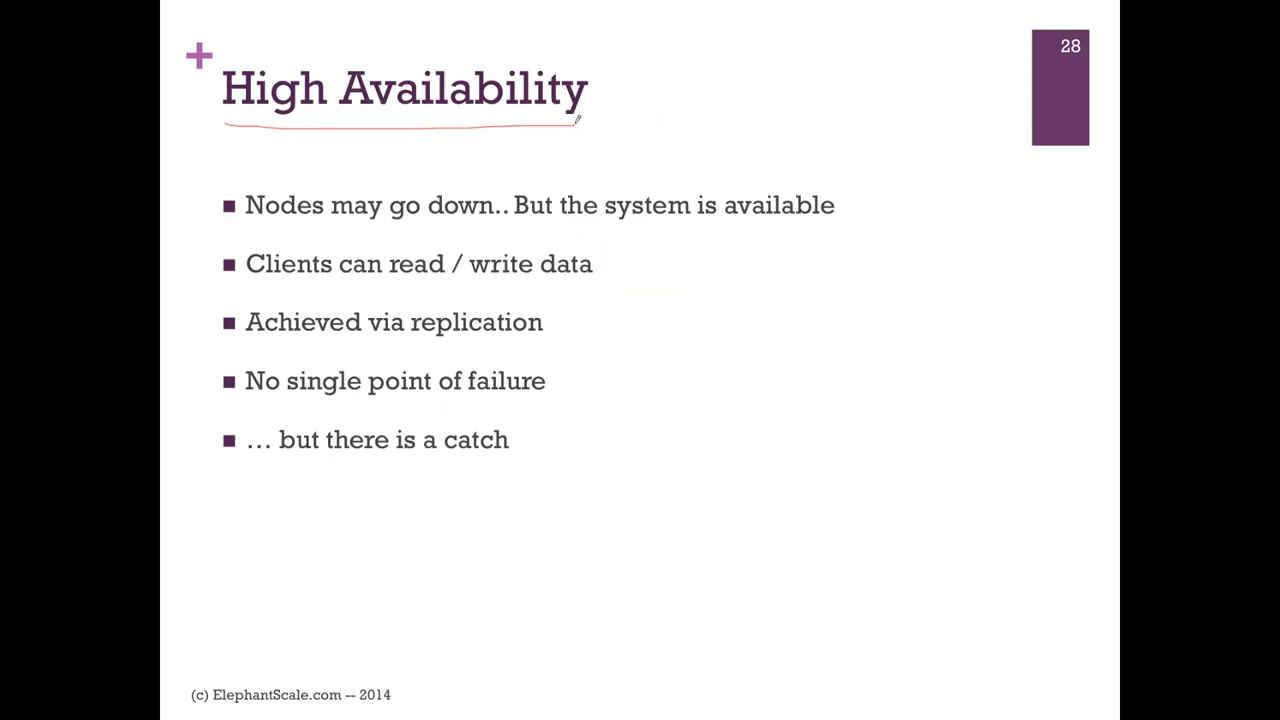 28
High Availability
Nodes may go down.. But the system is available
Clients can read / write data
Achieved via replication
No single point of failure
… but there is a catch
(c) ElephantScale.com -- 2014